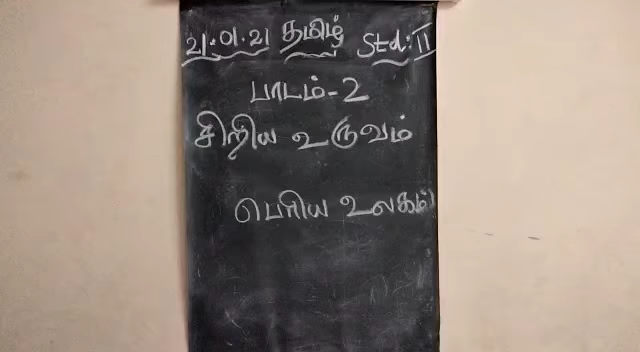 21.01.21 தமிழ் Std: II
பாடம்-2
சிறிய உருவம்
பெரிய உலகம்